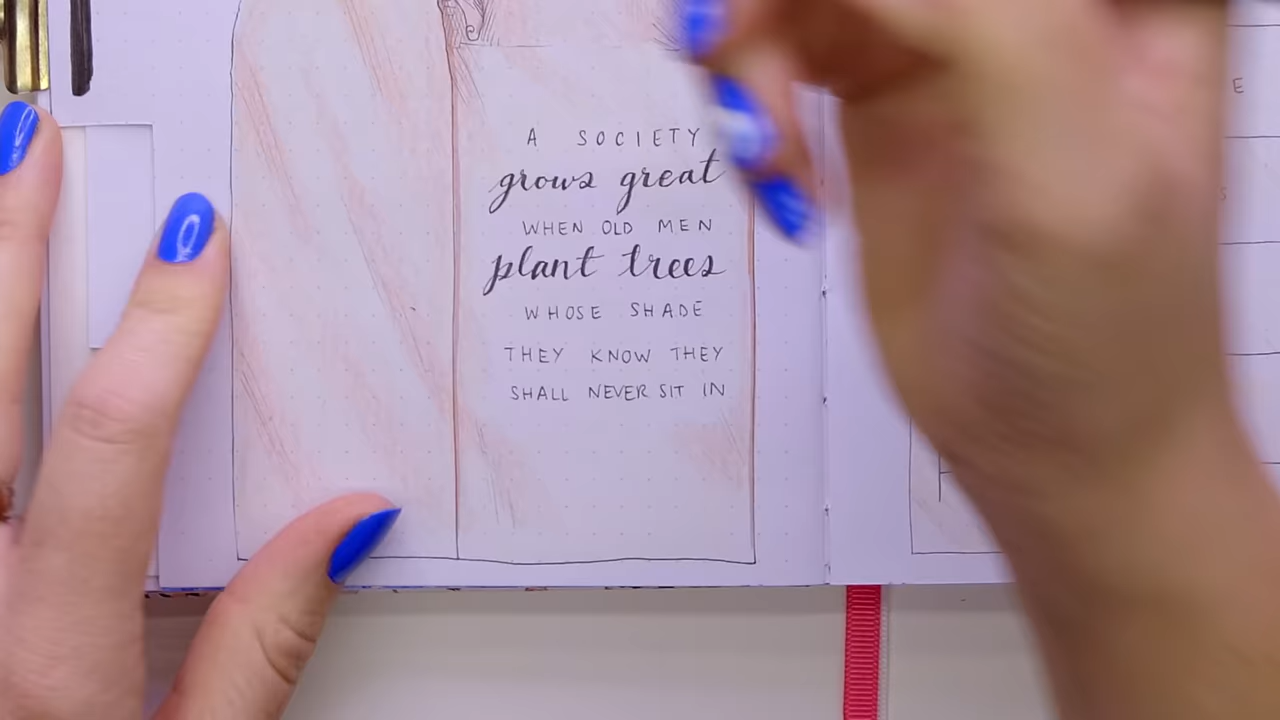 A SOCIETY
grows great
WHEN OLD MEN
plant trees
WHOSE SHADE
THEY KNOW THEY
SHALL NEVER SIT IN